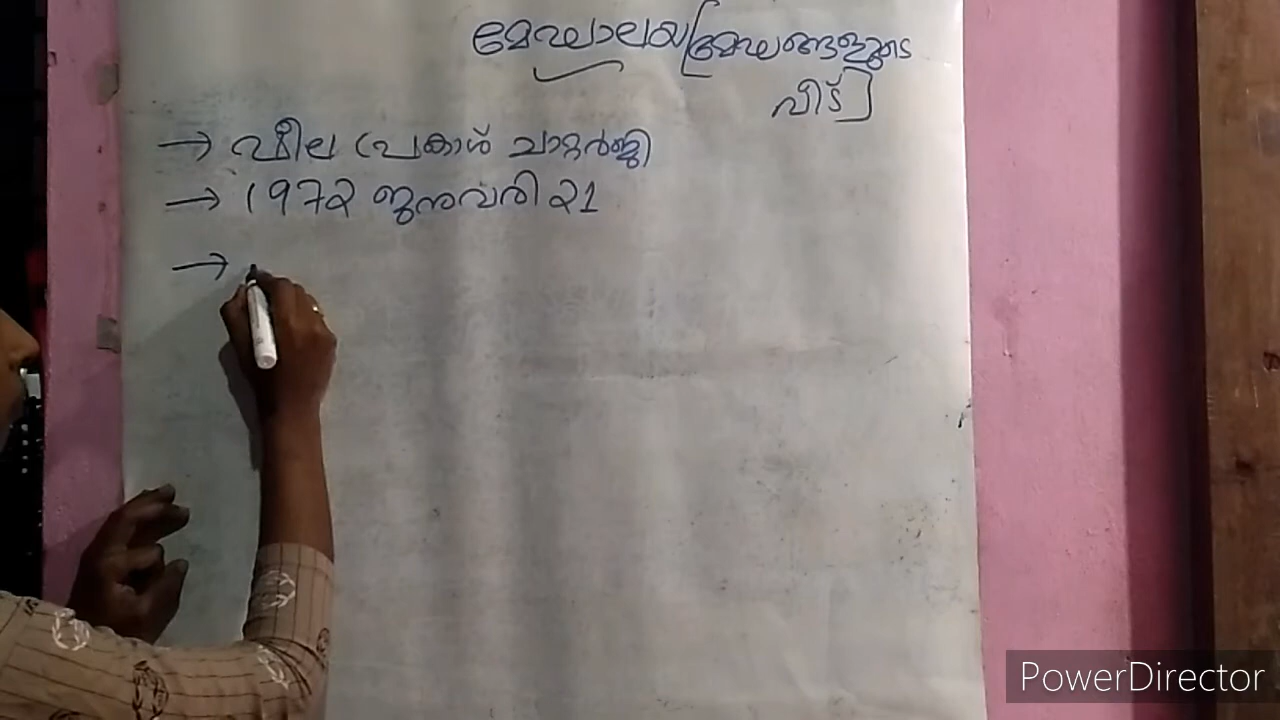 മേഘാലയ [മേഘങ്ങളുടെ
വീട്]
→ ഷീല പ്രകാശ് ചാറ്റർജി
→ 1972 ജനുവരി 21
→
PowerDirector